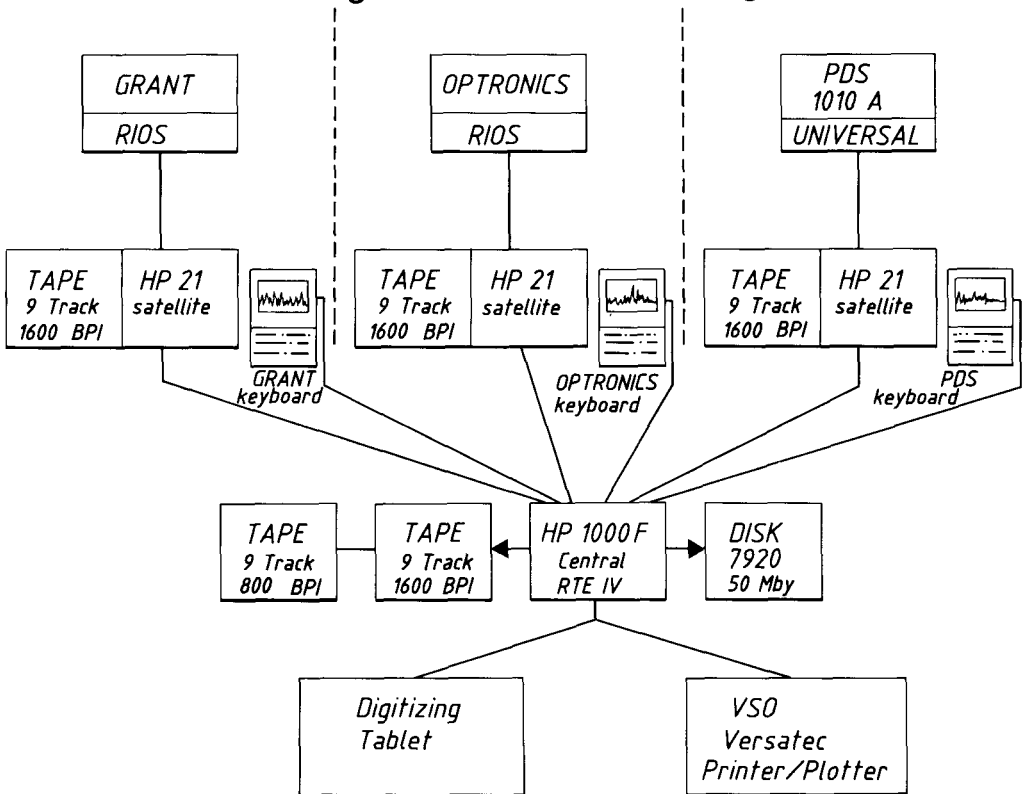 GRANT
RIOS
OPTRONICS
RIOS
PDS
1010 A
UNIVERSAL
TAPE
9 Track
1600 BPI
HP 21
satellite
GRANT
keyboard
TAPE
9 Track
1600 BPI
HP 21
satellite
OPTRONICS
keyboard
TAPE
9 Track
1600 BPI
HP 21
satellite
PDS
keyboard
TAPE
9 Track
800 BPI
TAPE
9 Track
1600 BPI
HP 1000 F
Central
RTE IV
DISK
7920
50 Mby
Digitizing
Tablet
VSO
Versatec
Printer/Plotter